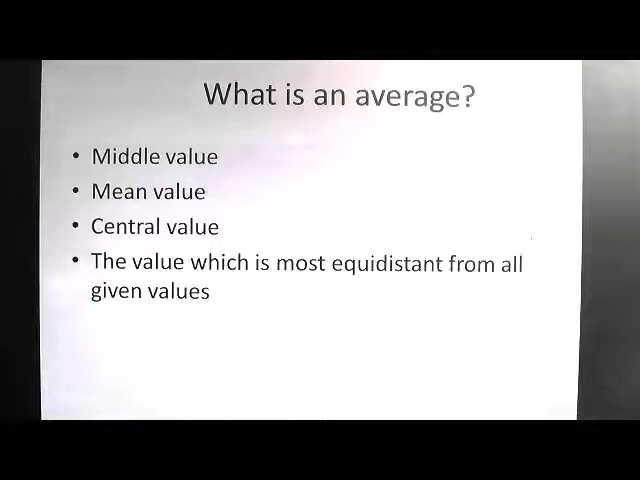 What is an average?
• Middle value
• Mean value
• Central value
• The value which is most equidistant from all
given values